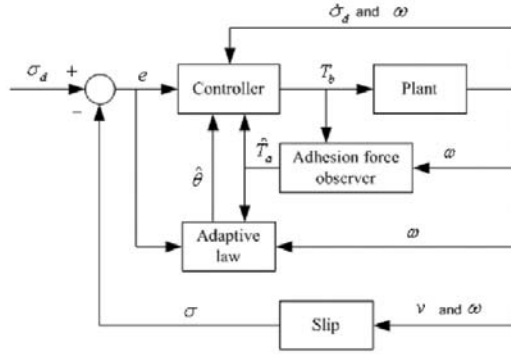 σ̇_d and ω
σ_d + e Controller T_b Plant
−
θ̂ T̂_a Adhesion force
observer ω
Adaptive
law ω
σ Slip v and ω